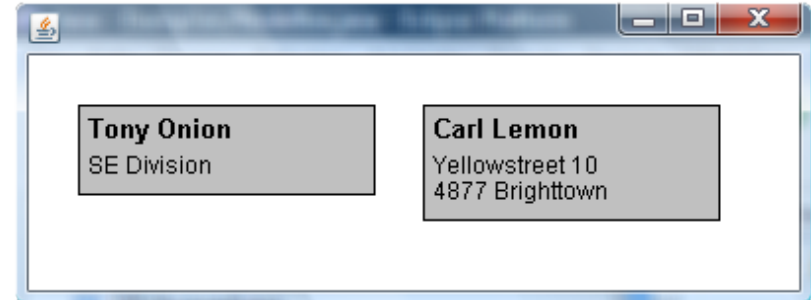 Tony Onion
SE Division
Carl Lemon
Yellowstreet 10
4877 Brighttown